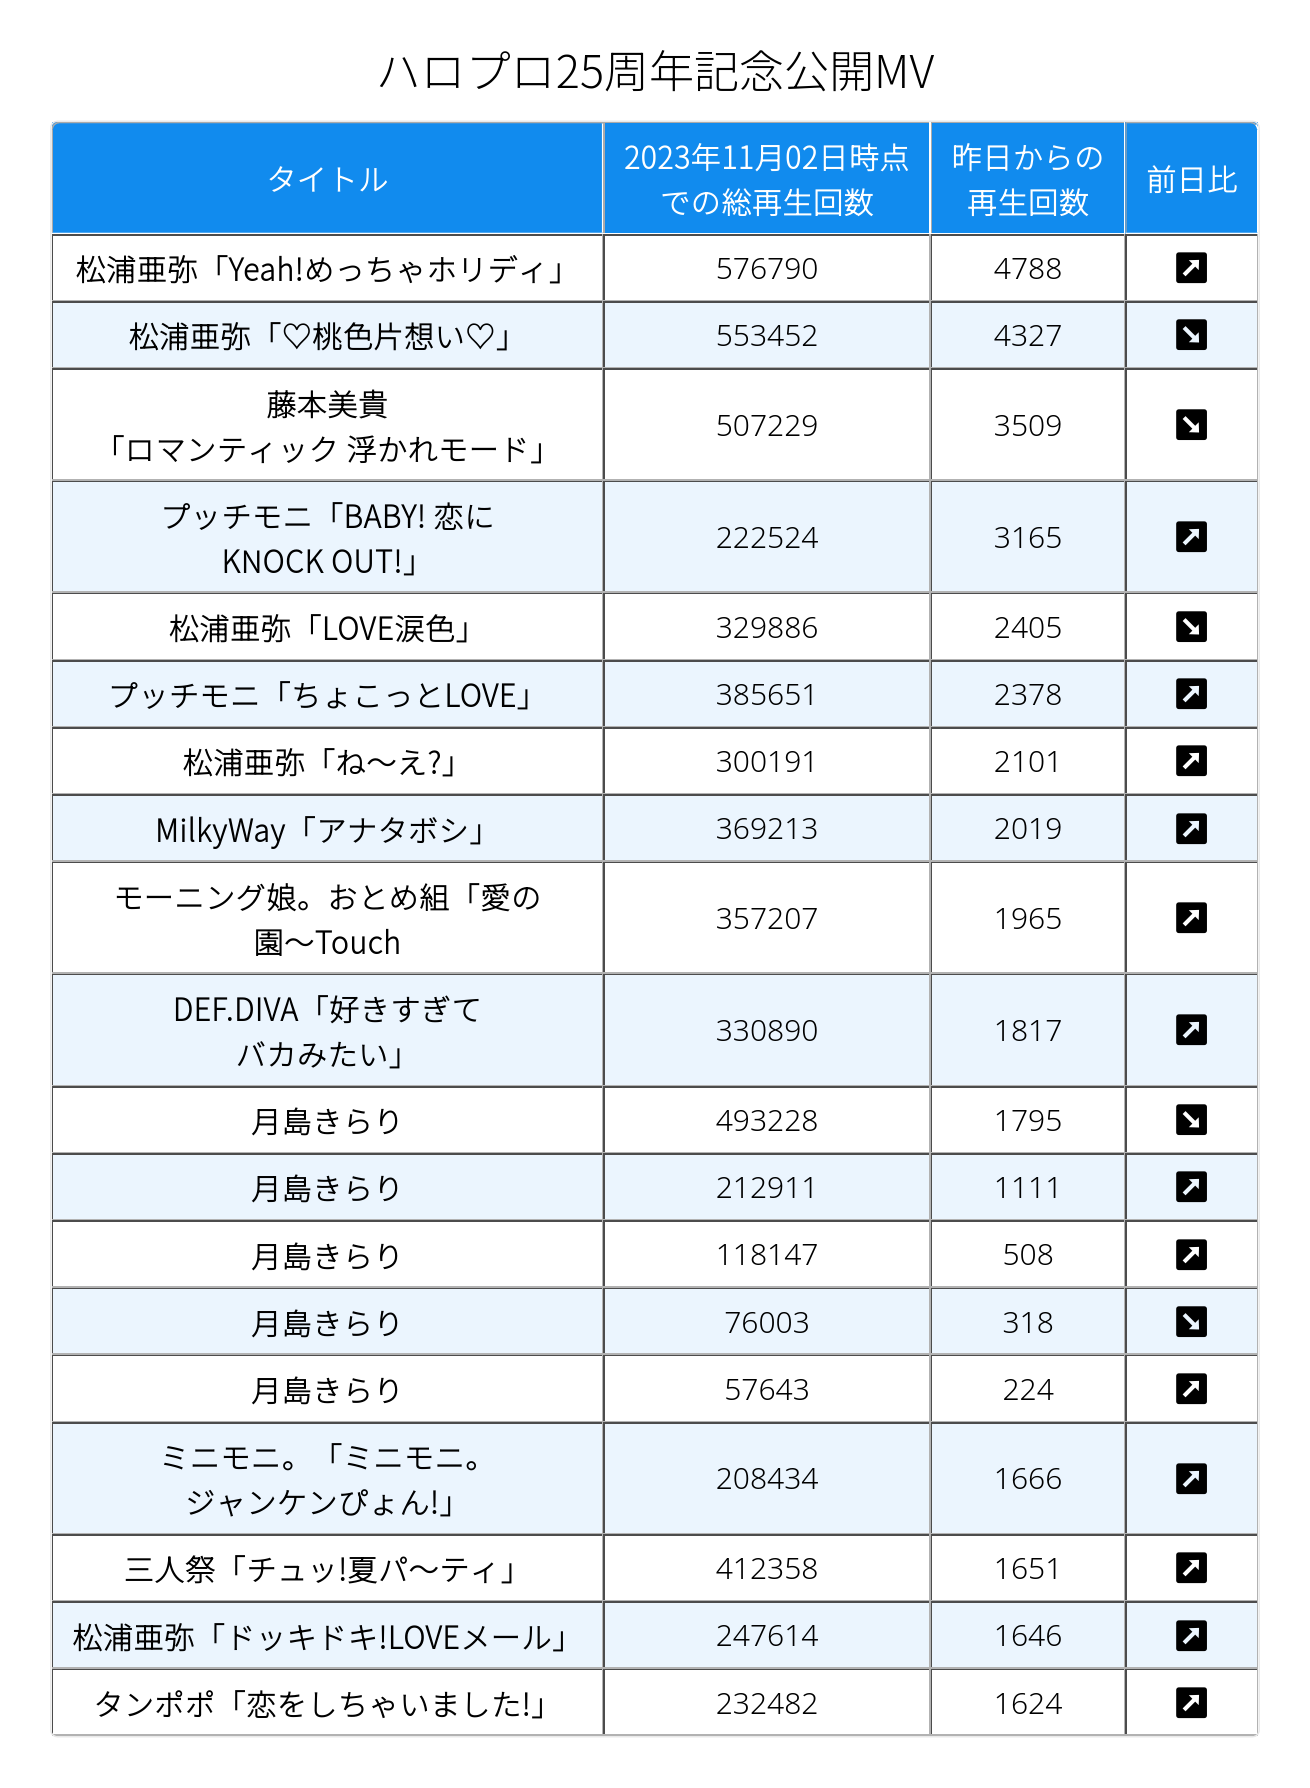 ハロプロ25周年記念公開MV
タイトル
2023年11月02日時点
での総再生回数
昨日からの
再生回数
前日比
松浦亜弥「Yeah!めっちゃホリディ」 576790 4788
松浦亜弥「♡桃色片想い♡」 553452 4327
藤本美貴
「ロマンティック 浮かれモード」 507229 3509
プッチモニ「BABY! 恋に
KNOCK OUT!」 222524 3165
松浦亜弥「LOVE涙色」 329886 2405
プッチモニ「ちょこっとLOVE」 385651 2378
松浦亜弥「ね〜え?」 300191 2101
MilkyWay「アナタボシ」 369213 2019
モーニング娘。おとめ組「愛の
園〜Touch 357207 1965
DEF.DIVA「好きすぎて
バカみたい」 330890 1817
月島きらり 493228 1795
月島きらり 212911 1111
月島きらり 118147 508
月島きらり 76003 318
月島きらり 57643 224
ミニモニ。「ミニモニ。
ジャンケンぴょん!」 208434 1666
三人祭「チュッ!夏パ〜ティ」 412358 1651
松浦亜弥「ドッキドキ!LOVEメール」 247614 1646
タンポポ「恋をしちゃいました!」 232482 1624